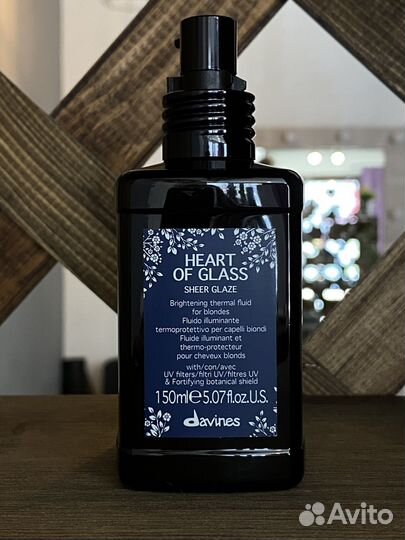 HEART
OF GLASS
SHEER GLAZE
Brightening thermal fluid
for blondes
Fluido illuminante
termoprotettivo per capelli biondi
Fluide illuminant et
thermo-protecteur
pour cheveux blonds
with/con/avec
UV filters/filtri UV/filtres UV
& Fortifying botanical shield
150ml℮5.07fl.oz.U.S.
davines
Avito